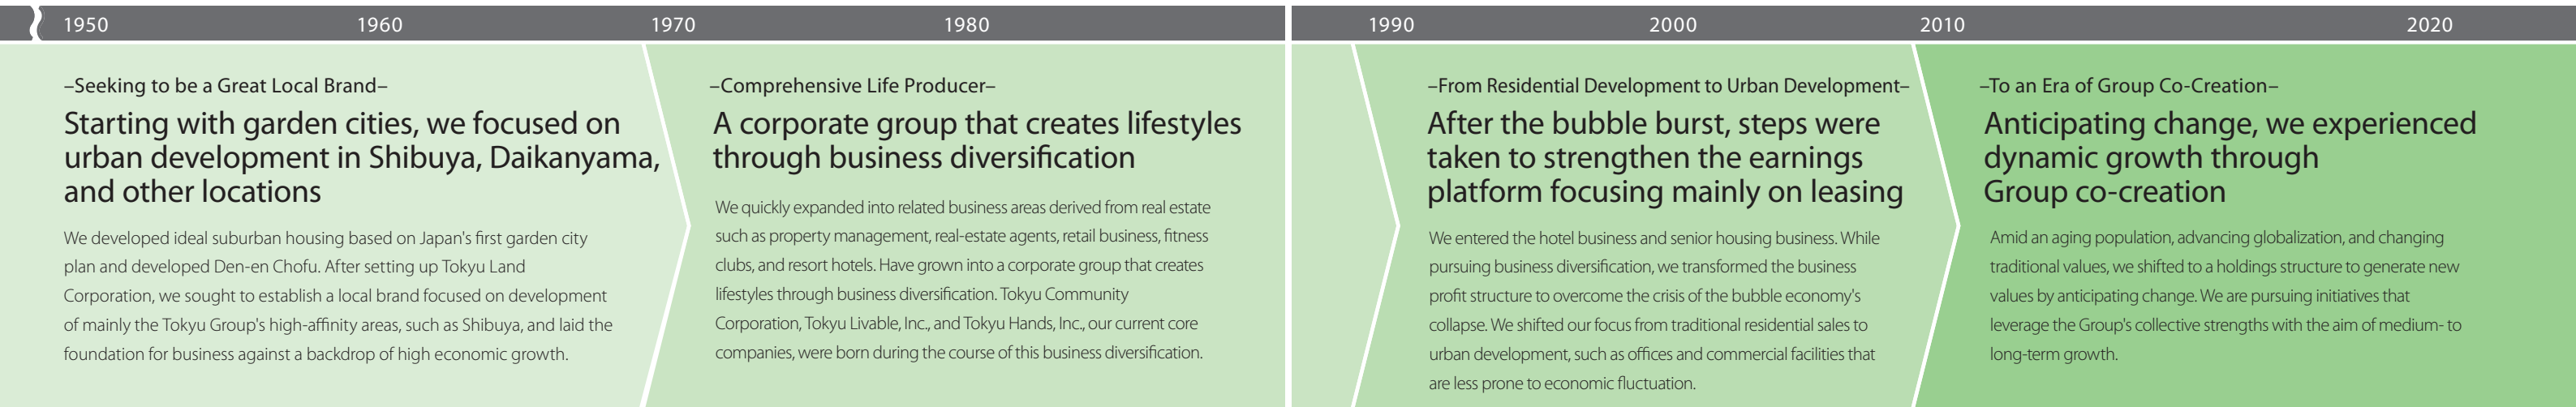 1950 1960 1970 1980 1990 2000 2010 2020
–Seeking to be a Great Local Brand–
Starting with garden cities, we focused on
urban development in Shibuya, Daikanyama,
and other locations
We developed ideal suburban housing based on Japan's first garden city
plan and developed Den-en Chofu. After setting up Tokyu Land
Corporation, we sought to establish a local brand focused on development
of mainly the Tokyu Group's high-affinity areas, such as Shibuya, and laid the
foundation for business against a backdrop of high economic growth.
–Comprehensive Life Producer–
A corporate group that creates lifestyles
through business diversification
We quickly expanded into related business areas derived from real estate
such as property management, real-estate agents, retail business, fitness
clubs, and resort hotels. Have grown into a corporate group that creates
lifestyles through business diversification. Tokyu Community
Corporation, Tokyu Livable, Inc., and Tokyu Hands, Inc., our current core
companies, were born during the course of this business diversification.
–From Residential Development to Urban Development–
After the bubble burst, steps were
taken to strengthen the earnings
platform focusing mainly on leasing
We entered the hotel business and senior housing business. While
pursuing business diversification, we transformed the business
profit structure to overcome the crisis of the bubble economy's
collapse. We shifted our focus from traditional residential sales to
urban development, such as offices and commercial facilities that
are less prone to economic fluctuation.
–To an Era of Group Co-Creation–
Anticipating change, we experienced
dynamic growth through
Group co-creation
Amid an aging population, advancing globalization, and changing
traditional values, we shifted to a holdings structure to generate new
values by anticipating change. We are pursuing initiatives that
leverage the Group's collective strengths with the aim of medium- to
long-term growth.